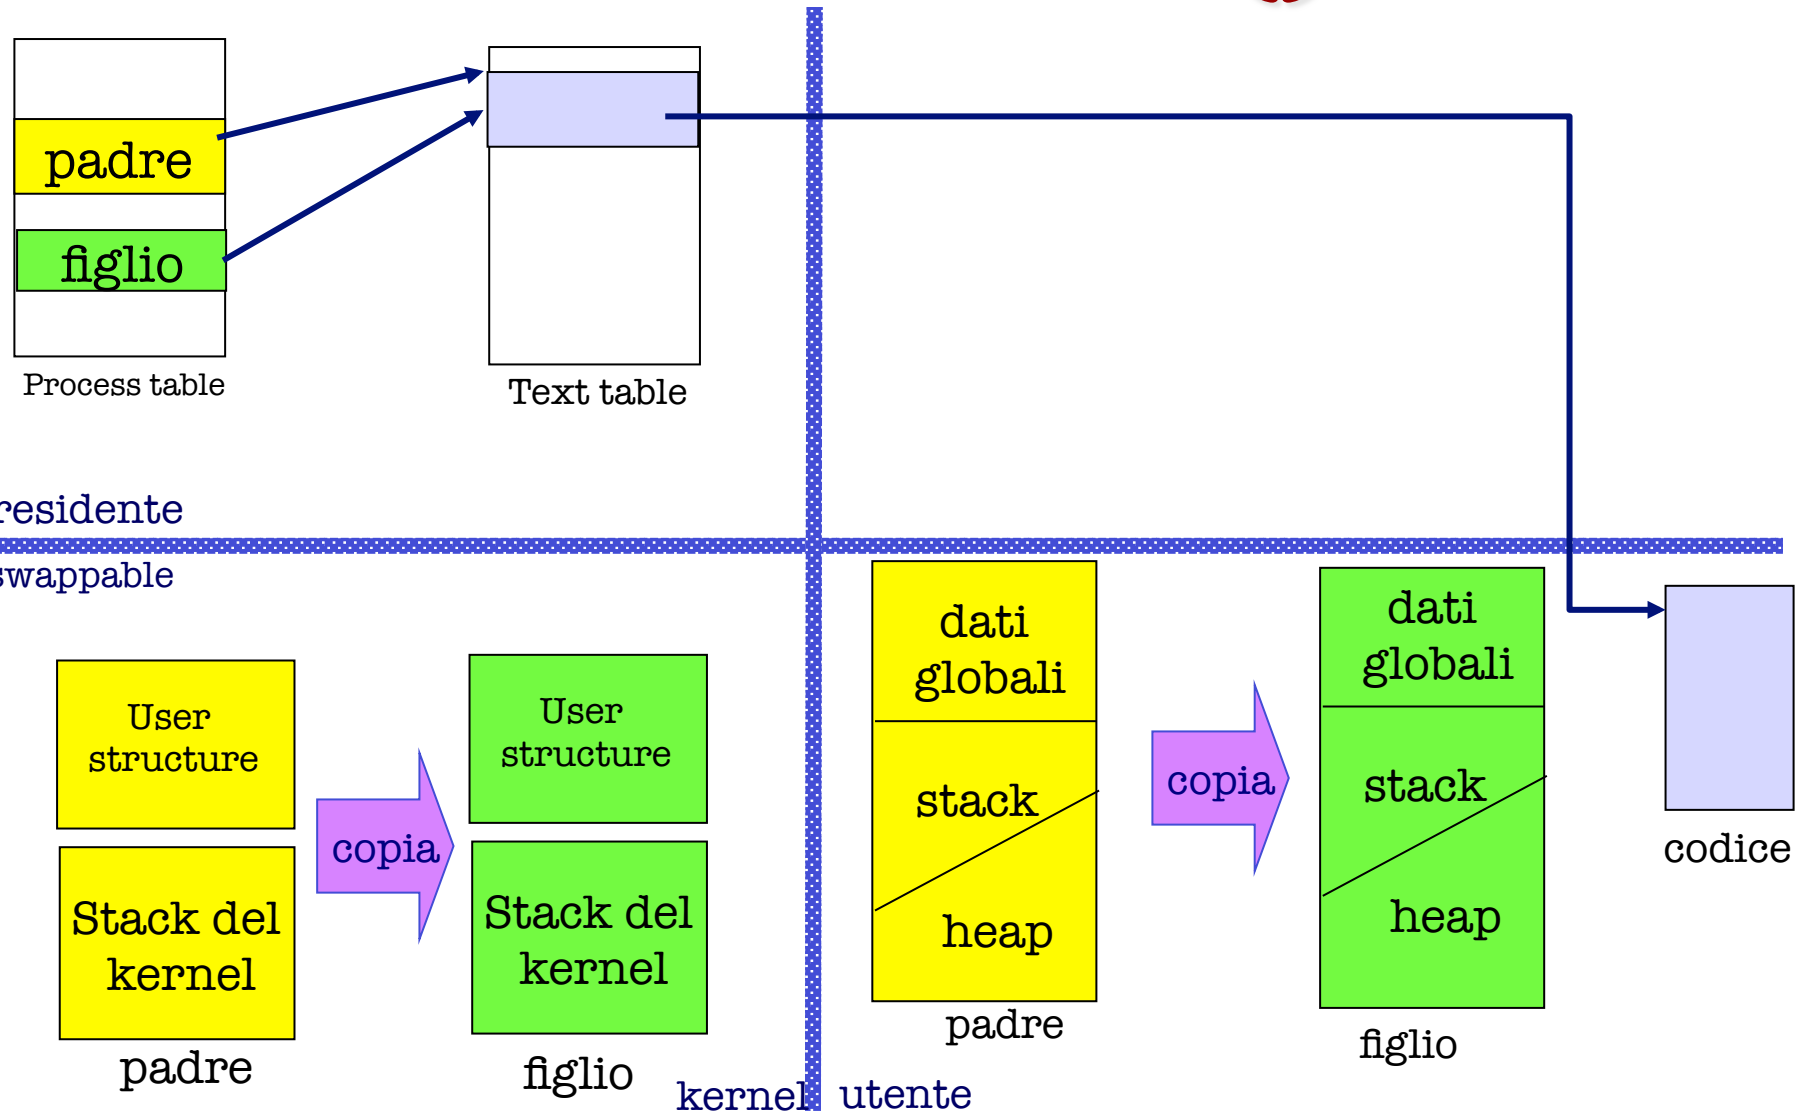 padre
figlio
Process table
Text table
residente
swappable
User
structure
Stack del
kernel
padre
copia
User
structure
Stack del
kernel
figlio
kernel
utente
dati
globali
stack
heap
padre
copia
dati
globali
stack
heap
figlio
codice